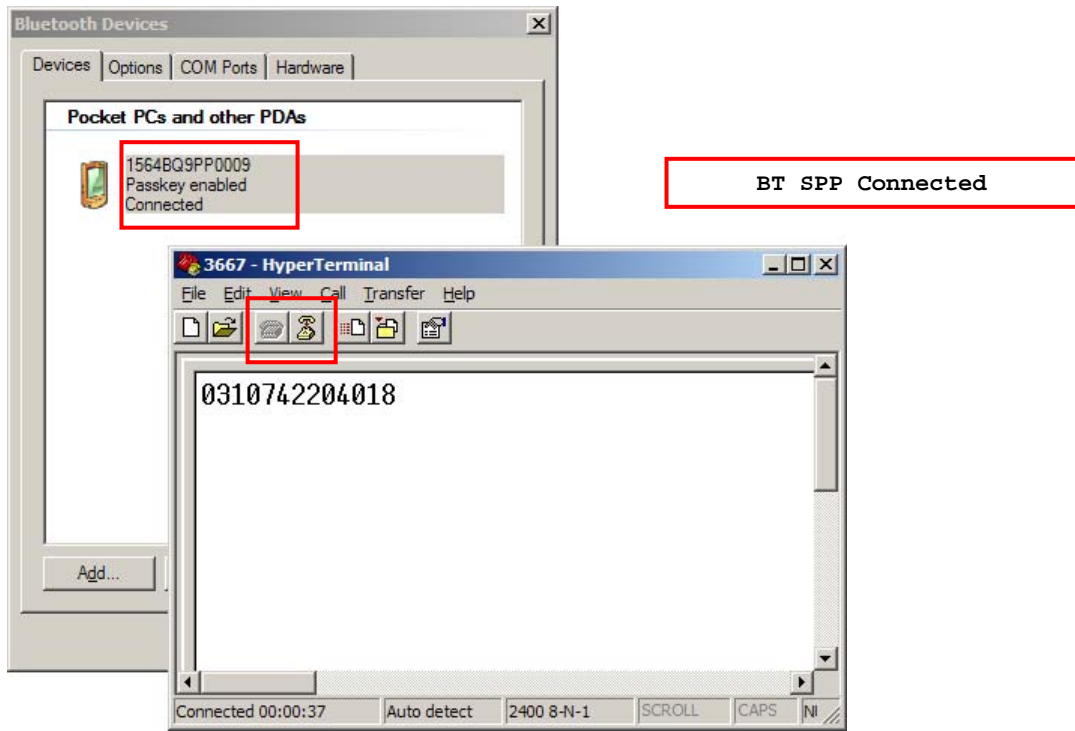 Bluetooth Devices
Devices Options COM Ports Hardware
Pocket PCs and other PDAs
1564BQ9PP0009
Passkey enabled
Connected
BT SPP Connected
3667 - HyperTerminal
File Edit View Call Transfer Help
0310742204018
Add...
Connected 00:00:37 Auto detect 2400 8-N-1 SCROLL CAPS